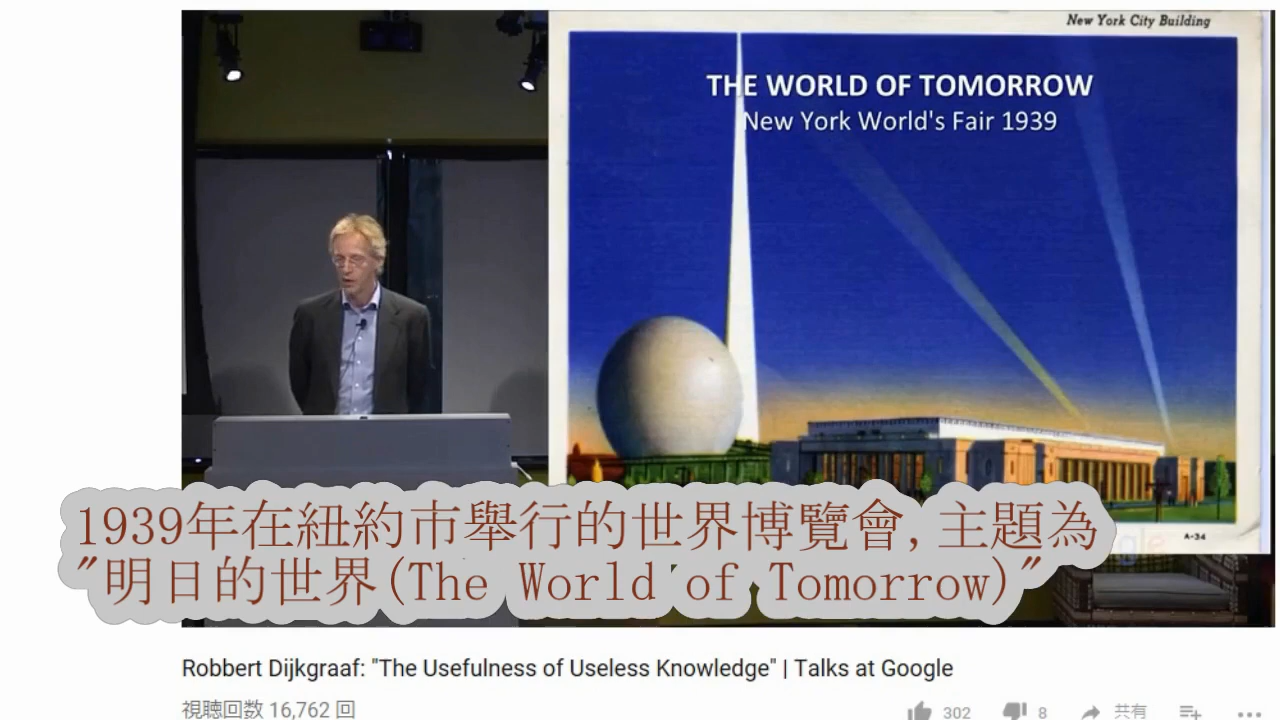 New York City Building
THE WORLD OF TOMORROW
New York World's Fair 1939
A-34
1939年在紐約市舉行的世界博覽會,主題為
"明日的世界(The World of Tomorrow)"
Robbert Dijkgraaf: "The Usefulness of Useless Knowledge" | Talks at Google
視聴回数 16,762 回
302
8
共有